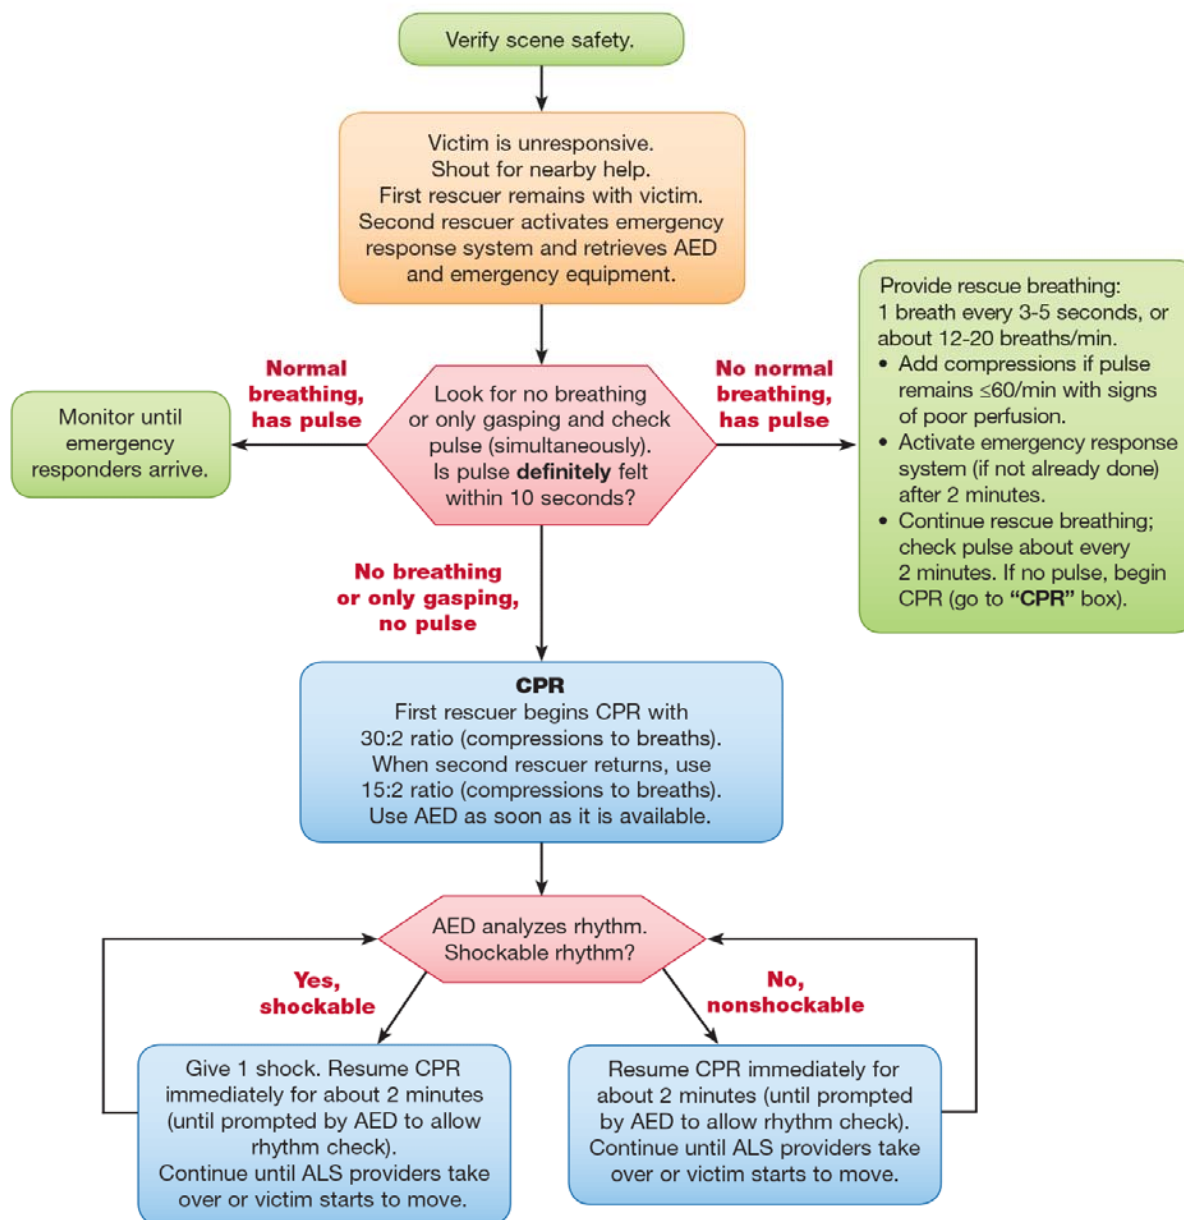 Verify scene safety.
Victim is unresponsive.
Shout for nearby help.
First rescuer remains with victim.
Second rescuer activates emergency
response system and retrieves AED
and emergency equipment.
Normal
breathing,
has pulse
Monitor until
emergency
responders arrive.
Look for no breathing
or only gasping and check
pulse (simultaneously).
Is pulse definitely felt
within 10 seconds?
No normal
breathing,
has pulse
Provide rescue breathing:
1 breath every 3-5 seconds, or
about 12-20 breaths/min.
• Add compressions if pulse
remains ≤60/min with signs
of poor perfusion.
• Activate emergency response
system (if not already done)
after 2 minutes.
• Continue rescue breathing;
check pulse about every
2 minutes. If no pulse, begin
CPR (go to “CPR” box).
No breathing
or only gasping,
no pulse
CPR
First rescuer begins CPR with
30:2 ratio (compressions to breaths).
When second rescuer returns, use
15:2 ratio (compressions to breaths).
Use AED as soon as it is available.
AED analyzes rhythm.
Shockable rhythm?
Yes,
shockable
No,
nonshockable
Give 1 shock. Resume CPR
immediately for about 2 minutes
(until prompted by AED to allow
rhythm check).
Continue until ALS providers take
over or victim starts to move.
Resume CPR immediately for
about 2 minutes (until prompted
by AED to allow rhythm check).
Continue until ALS providers take
over or victim starts to move.